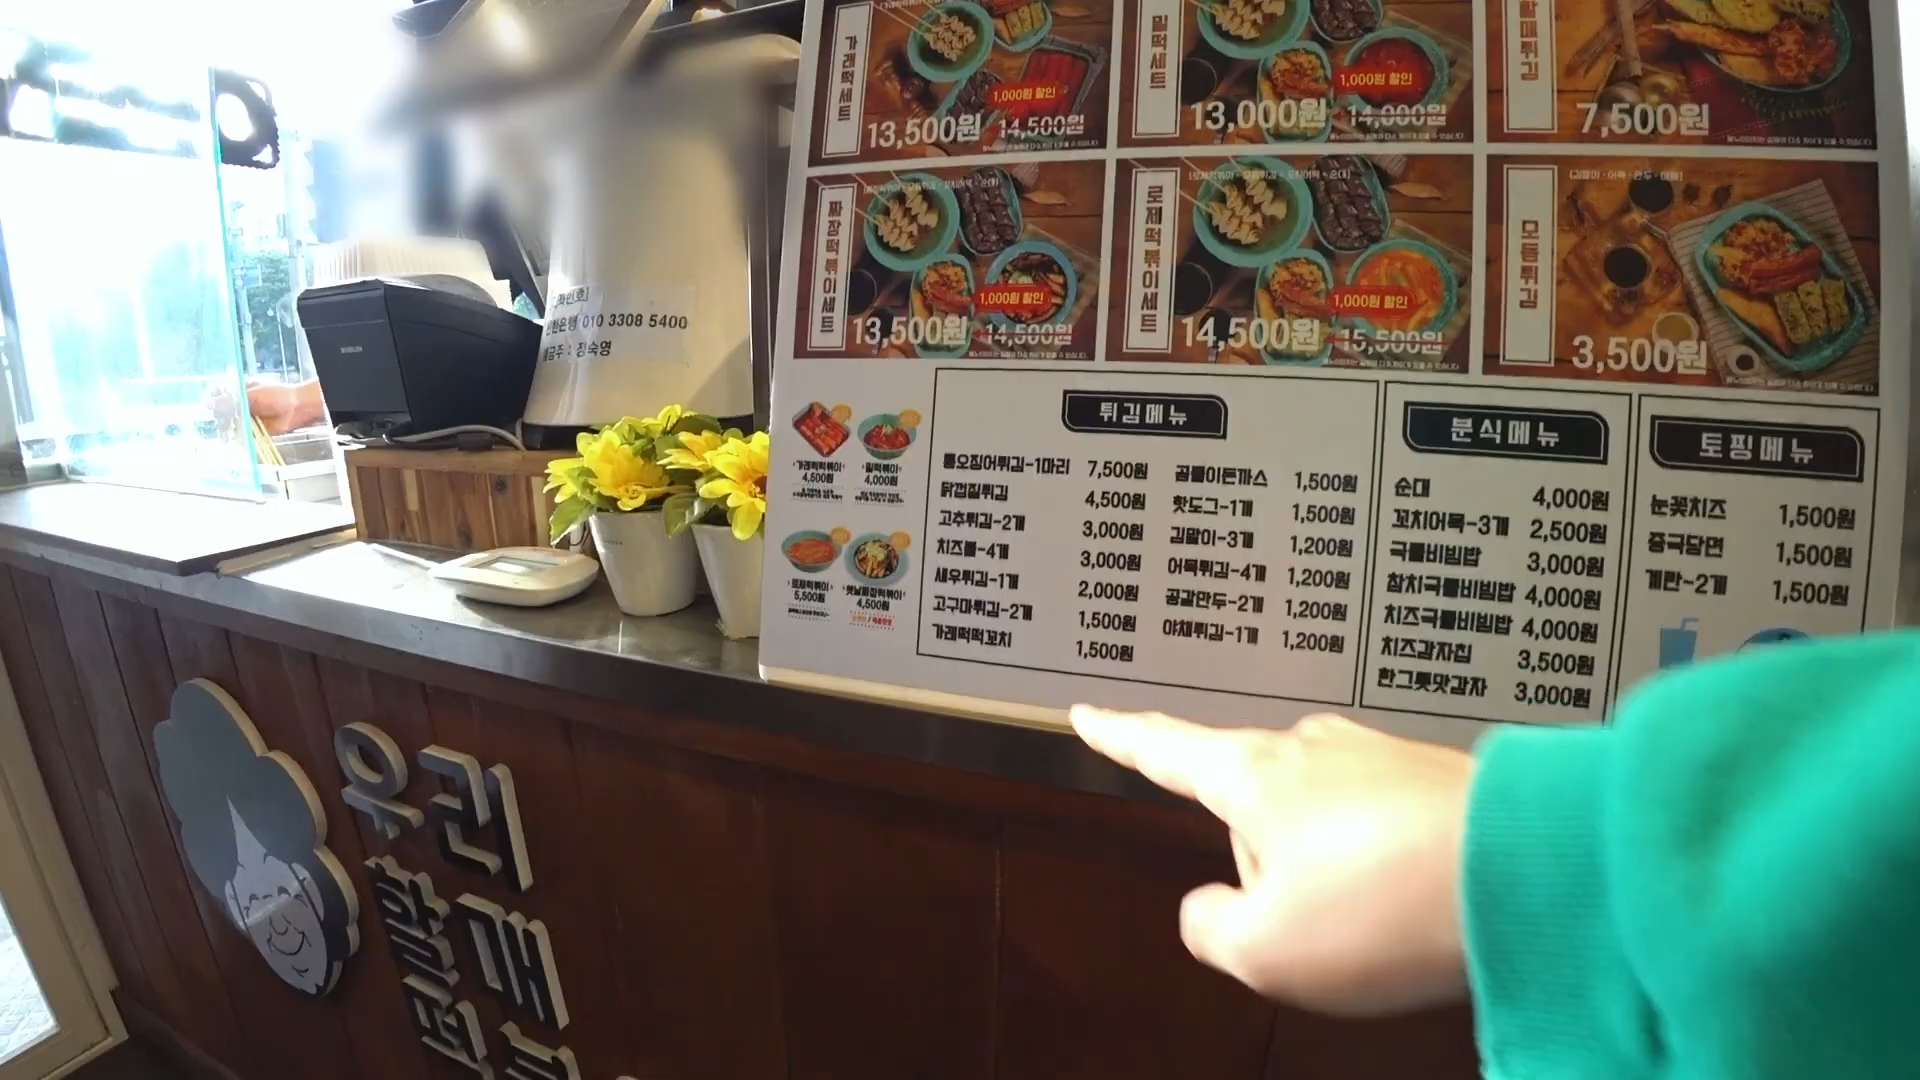 가래떡세트
1,000원 할인
13,500원 14,500원
밀떡세트
1,000원 할인
13,000원 14,000원
할매튀김
7,500원
짜장떡볶이세트
1,000원 할인
13,500원 14,500원
로제떡볶이세트
1,000원 할인
14,500원 15,500원
모듬튀김
3,500원
가래떡떡볶이
4,500원
밀떡볶이
4,000원
로제떡볶이
5,500원
옛날짜장떡볶이
4,500원
튀김메뉴
통오징어튀김-1마리 7,500원
닭껍질튀김 4,500원
고추튀김-2개 3,000원
치즈볼-4개 3,000원
새우튀김-1개 2,000원
고구마튀김-2개 1,500원
가래떡떡꼬치 1,500원
곰돌이돈까스 1,500원
핫도그-1개 1,500원
김말이-3개 1,200원
어묵튀김-4개 1,200원
공갈만두-2개 1,200원
야채튀김-1개 1,200원
분식메뉴
순대 4,000원
꼬치어묵-3개 2,500원
국물비빔밥 3,000원
참치국물비빔밥 4,000원
치즈국물비빔밥 4,000원
치즈감자칩 3,500원
한그릇맛감자 3,000원
토핑메뉴
눈꽃치즈 1,500원
중국당면 1,500원
계란-2개 1,500원
신한은행 010 3308 5400
예금주 : 정숙영
우리
할매
떡